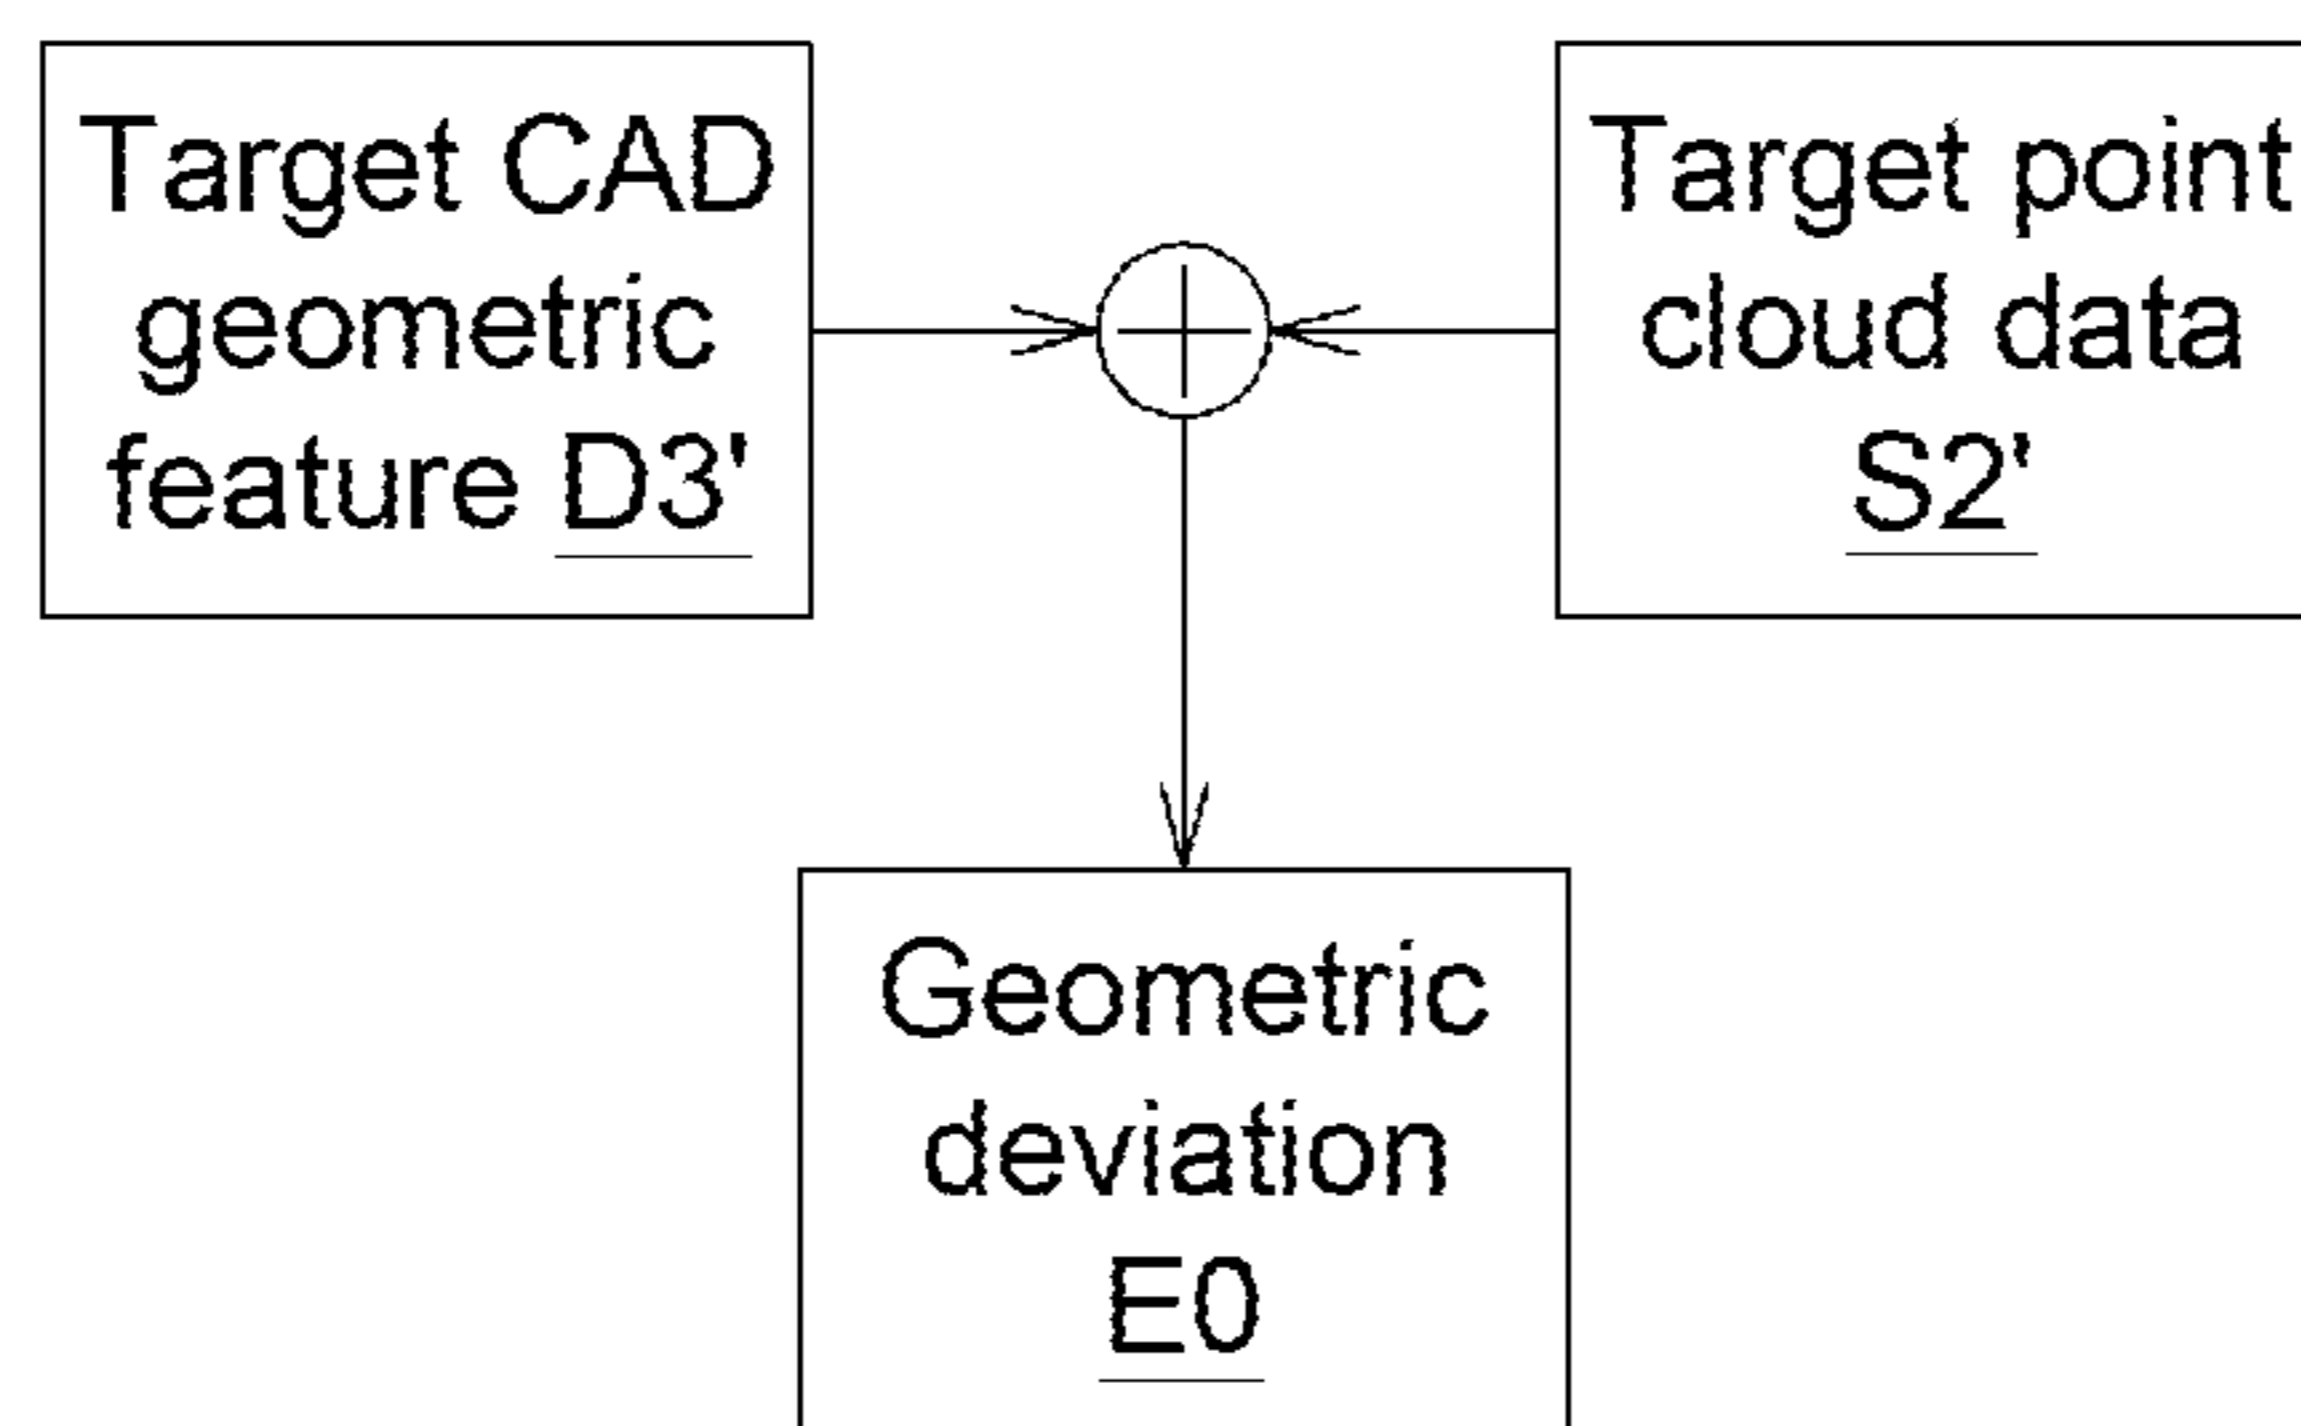 Target CAD
geometric
feature D3'
Target point
cloud data
S2'
Geometric
deviation
E0